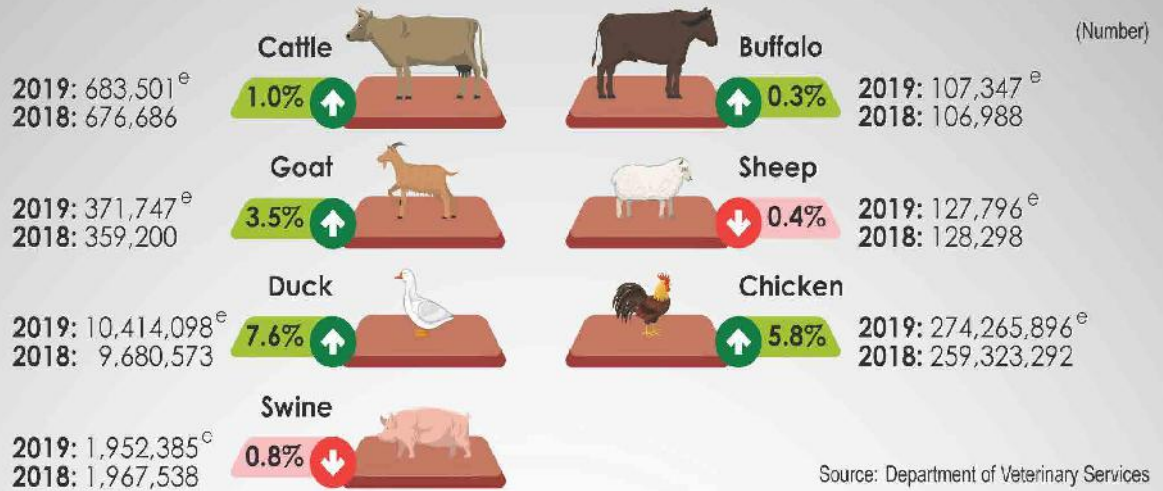 (Number)
Cattle
2019: 683,501ᵉ
2018: 676,686
1.0%
Buffalo
0.3%
2019: 107,347 ᵉ
2018: 106,988
Goat
2019: 371,747ᵉ
2018: 359,200
3.5%
Sheep
0.4%
2019: 127,796ᵉ
2018: 128,298
Duck
2019: 10,414,098ᵉ
2018: 9,680,573
7.6%
Chicken
5.8%
2019: 274,265,896ᵉ
2018: 259,323,292
Swine
2019: 1,952,385ᶜ
2018: 1,967,538
0.8%
Source: Department of Veterinary Services